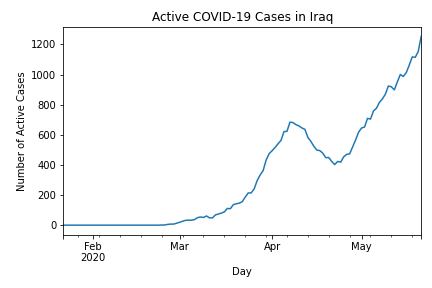 Active COVID-19 Cases in Iraq
Number of Active Cases
1200
1000
800
600
400
200
0
Feb
2020
Mar
Apr
May
Day